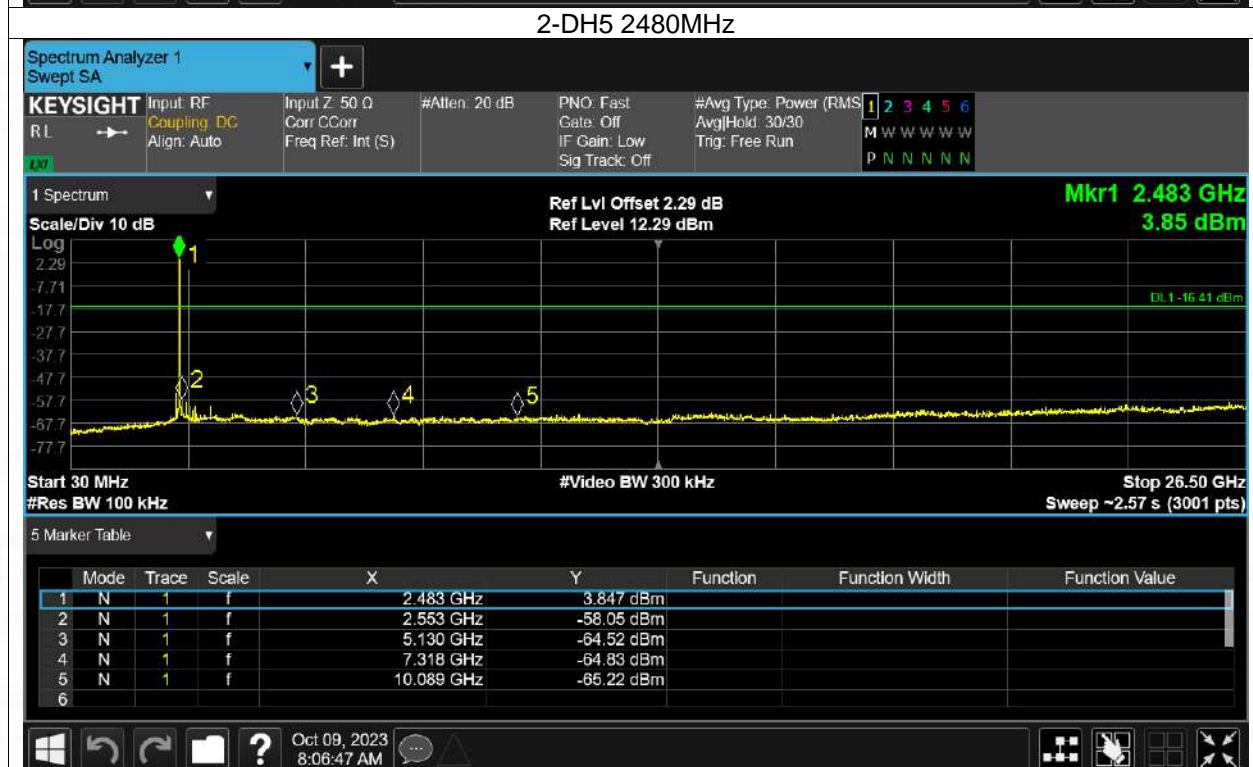 2-DH5 2480MHz
Spectrum Analyzer 1
Swept SA
+
KEYSIGHT Input: RF Input Z: 50 Ω #Atten: 20 dB PNO: Fast #Avg Type: Power (RMS 1 2 3 4 5 6
RL Coupling: DC Corr CCorr Gate: Off Avg|Hold: 30/30 M W W W W W
Align: Auto Freq Ref: Int (S) IF Gain: Low Trig: Free Run
Sig Track: Off P N N N N N
1 Spectrum Ref Lvl Offset 2.29 dB Mkr1 2.483 GHz
Scale/Div 10 dB Ref Level 12.29 dBm 3.85 dBm
Log
1
2.29
-7.71
DL1 -16.41 dBm
-17.7
-27.7
-37.7
-47.7
2 3 4 5
-57.7
-67.7
-77.7
Start 30 MHz #Video BW 300 kHz Stop 26.50 GHz
#Res BW 100 kHz Sweep ~2.57 s (3001 pts)
5 Marker Table
Mode Trace Scale X Y Function Function Width Function Value
1 N 1 f 2.483 GHz 3.847 dBm
2 N 1 f 2.553 GHz -58.05 dBm
3 N 1 f 5.130 GHz -64.52 dBm
4 N 1 f 7.318 GHz -64.83 dBm
5 N 1 f 10.089 GHz -65.22 dBm
6
? Oct 09, 2023
8:06:47 AM